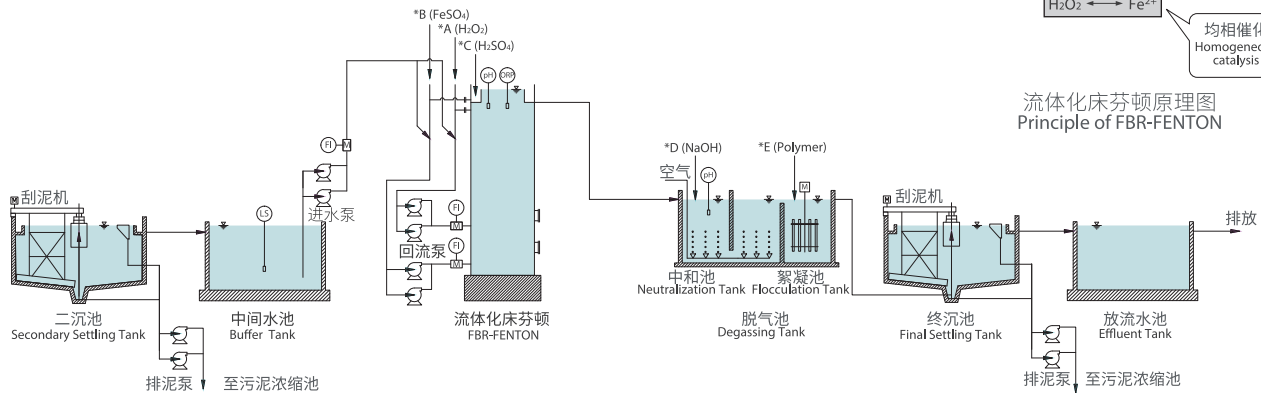 H₂O₂ ⟷ Fe²⁺
均相催化
catalysis
流体化床芬顿原理图
Principle of FBR-FENTON
*B (FeSO₄)
*A (H₂O₂)
*C (H₂SO₄)
pH
ORP
FI
M
*D (NaOH)
*E (Polymer)
空气
pH
M
M
刮泥机
LS
进水泵
FI
M
回流泵
FI
M
M
刮泥机
排放
二沉池
Secondary Settling Tank
中间水池
Buffer Tank
流体化床芬顿
FBR-FENTON
中和池
Neutralization Tank
絮凝池
Flocculation Tank
脱气池
Degassing Tank
终沉池
Final Settling Tank
放流水池
Effluent Tank
排泥泵
至污泥浓缩池
排泥泵
至污泥浓缩池